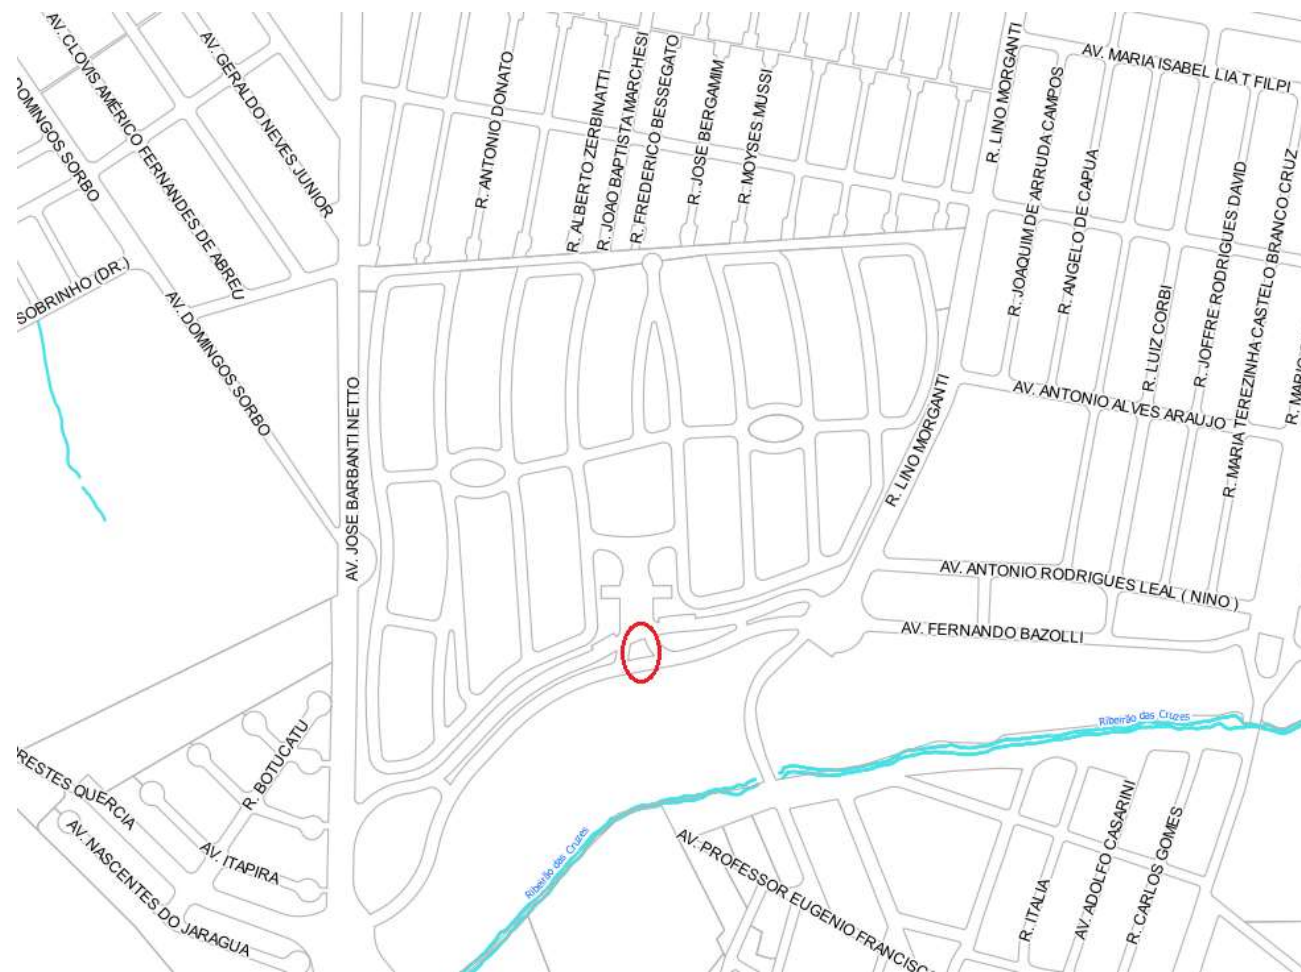 AV. CLOVIS AMÉRICO FERNANDES DE ABREU
AV. GERALDO NEVES JUNIOR
DOMINGOS SORBO
R. ANTONIO DONATO
R. ALBERTO ZERBINATTI
R. JOAO BAPTISTA MARCHESI
R. FREDERICO BESSEGATO
R. JOSE BERGAMIM
R. MOYSES MUSSI
R. LINO MORGANTI
AV. MARIA ISABEL LIA T FILPI
R. JOAQUIM DE ARRUDA CAMPOS
R. ANGELO DE CAPUA
R. LUIZ CORBI
R. JOFFRE RODRIGUES DAVID
R. MARIA TEREZINHA CASTELO BRANCO CRUZ
SOBRINHO (DR.)
AV. DOMINGOS SORBO
AV. JOSE BARBANTI NETTO
R. LINO MORGANTI
AV. ANTONIO ALVES ARAUJO
AV. ANTONIO RODRIGUES LEAL ( NINO )
AV. FERNANDO BAZOLLI
Ribeirão das Cruzes
R. BOTUCATU
RESTES QUERCIA
AV. ITAPIRA
AV. NASCENTES DO JARAGUA
Ribeirão das Cruzes
AV. PROFESSOR EUGENIO FRANCISC
R. ITALIA
AV. ADOLFO CASARINI
R. CARLOS GOMES